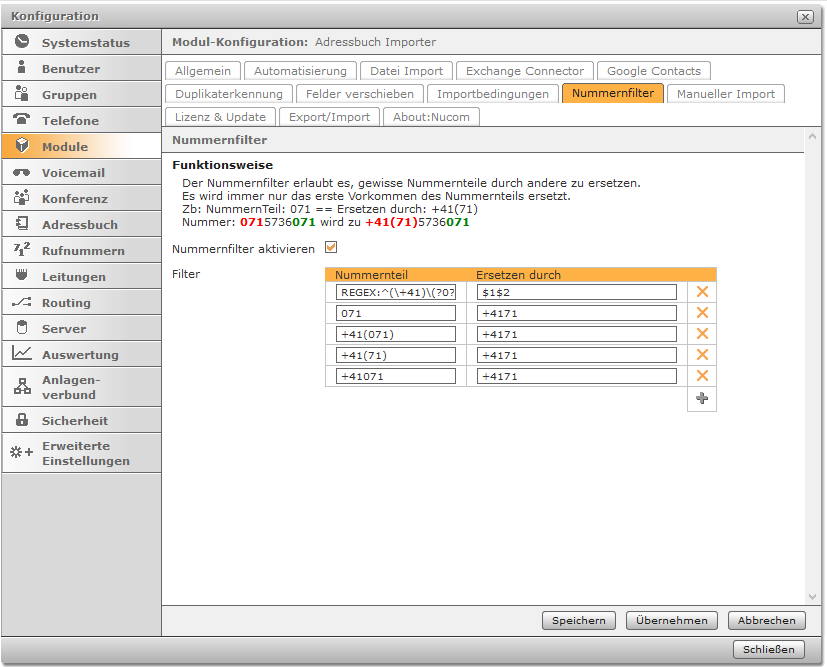 Konfiguration
Systemstatus
Benutzer
Gruppen
Telefone
Module
Voicemail
Konferenz
Adressbuch
Rufnummern
Leitungen
Routing
Server
Auswertung
Anlagen-
verbund
Sicherheit
Erweiterte
Einstellungen
Modul-Konfiguration: Adressbuch Importer
Allgemein Automatisierung Datei Import Exchange Connector Google Contacts
Duplikaterkennung Felder verschieben Importbedingungen Nummernfilter Manueller Import
Lizenz & Update Export/Import About:Nucom
Nummernfilter
Funktionsweise
Der Nummernfilter erlaubt es, gewisse Nummernteile durch andere zu ersetzen.
Es wird immer nur das erste Vorkommen des Nummernteils ersetzt.
Zb: NummernTeil: 071 == Ersetzen durch: +41(71)
Nummer: 0715736071 wird zu +41(71)5736071
Nummernfilter aktivieren
Filter
Nummernteil Ersetzen durch
REGEX:^(\+41)\(?0? $1$2
071 +4171
+41(071) +4171
+41(71) +4171
+41071 +4171
Speichern Übernehmen Abbrechen
Schließen